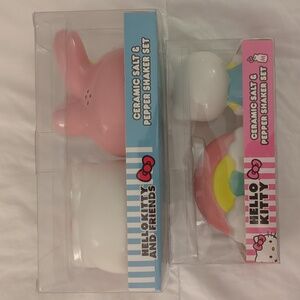 CERAMIC SALT &
PEPPER SHAKER SET
HELLO KITTY
AND FRIENDS
CERAMIC SALT &
PEPPER SHAKER SET
HELLO
KITTY